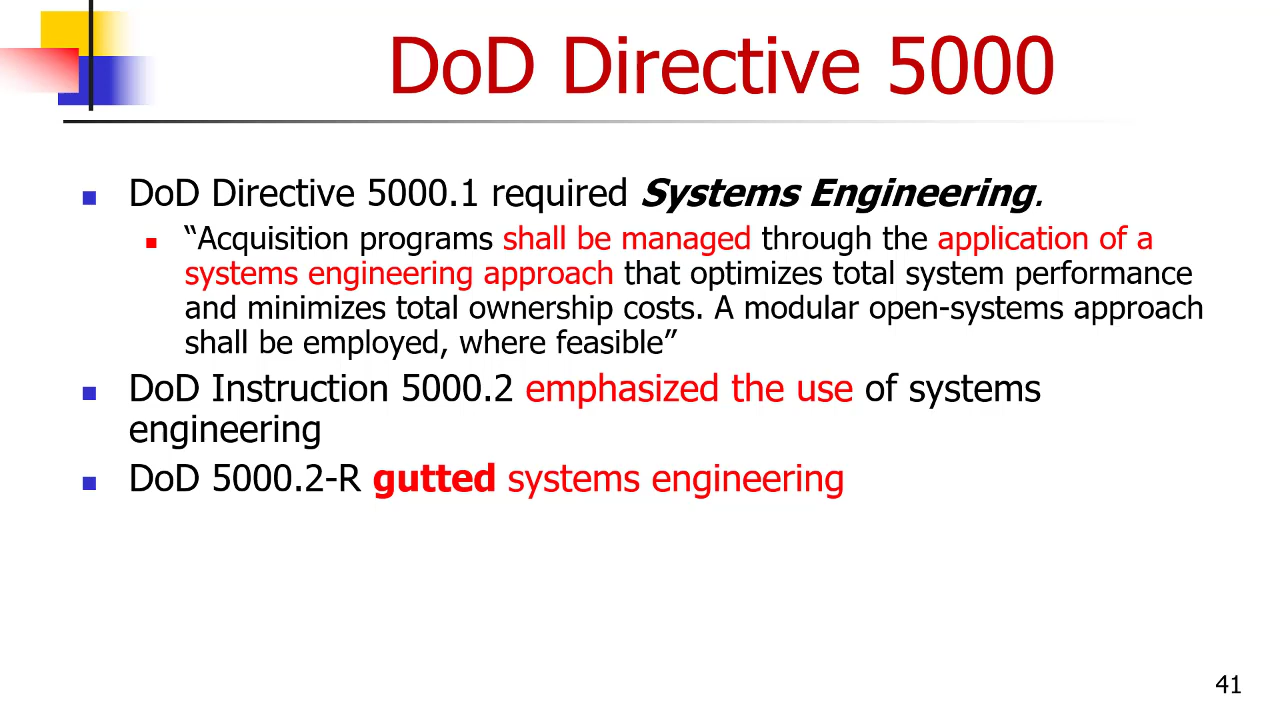 DoD Directive 5000
DoD Directive 5000.1 required Systems Engineering.
“Acquisition programs shall be managed through the application of a
systems engineering approach that optimizes total system performance
and minimizes total ownership costs. A modular open-systems approach
shall be employed, where feasible”
DoD Instruction 5000.2 emphasized the use of systems
engineering
DoD 5000.2-R gutted systems engineering
41